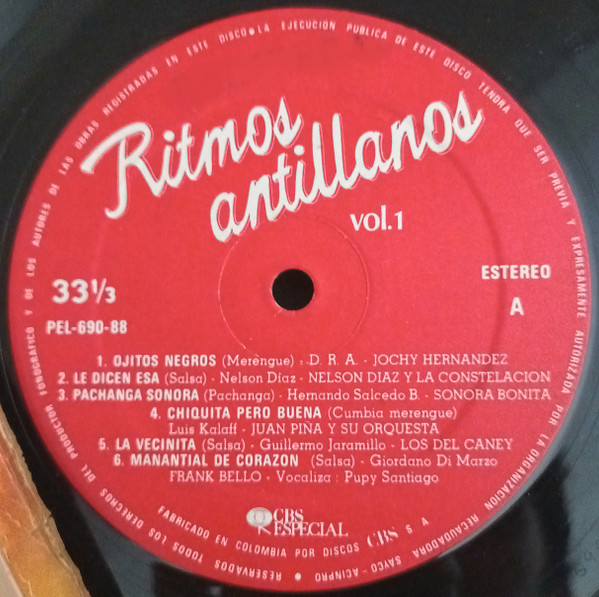 RESERVADOS TODOS LOS DERECHOS DEL PRODUCTOR FONOGRAFICO Y DE LOS AUTORES DE LAS OBRAS REGISTRADAS EN ESTE DISCO●LA EJECUCION PUBLICA DE ESTE DISCO TENDRA QUE SER PREVIA Y EXPRESAMENTE AUTORIZADA POR LA ORGANIZACION RECAUDADORA SAYCO-ACINPRO
Ritmos
antillanos
vol.1
33⅓
ESTEREO
PEL-690-88
A
1. OJITOS NEGROS (Merengue) - D. R. A. - JOCHY HERNANDEZ
2. LE DICEN ESA (Salsa) - Nelson Díaz - NELSON DIAZ Y LA CONSTELACION
3. PACHANGA SONORA (Pachanga) - Hernando Salcedo B. - SONORA BONITA
4. CHIQUITA PERO BUENA (Cumbia merengue)
Luis Kalaff - JUAN PIÑA Y SU ORQUESTA
5. LA VECINITA (Salsa) - Guillermo Jaramillo - LOS DEL CANEY
6. MANANTIAL DE CORAZON (Salsa) - Giordano Di Marzo
FRANK BELLO - Vocaliza : Pupy Santiago
CBS
ESPECIAL
FABRICADO EN COLOMBIA POR DISCOS CBS S A